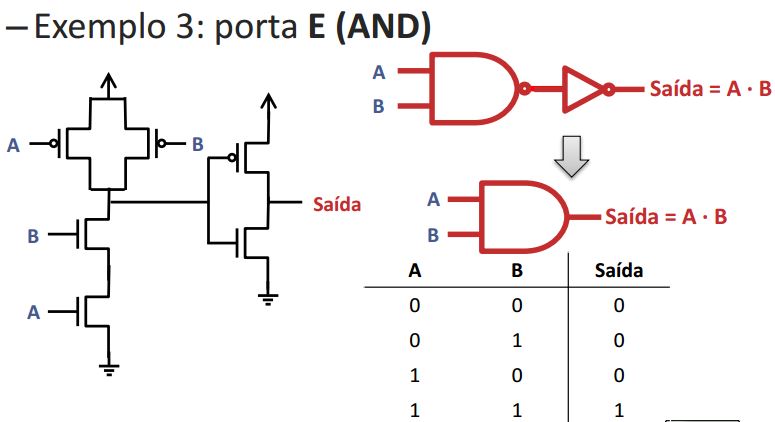 – Exemplo 3: porta E (AND)
A
B
Saída = A · B
A
B
Saída
B
A
A
B
Saída = A · B
A B Saída
0 0 0
0 1 0
1 0 0
1 1 1